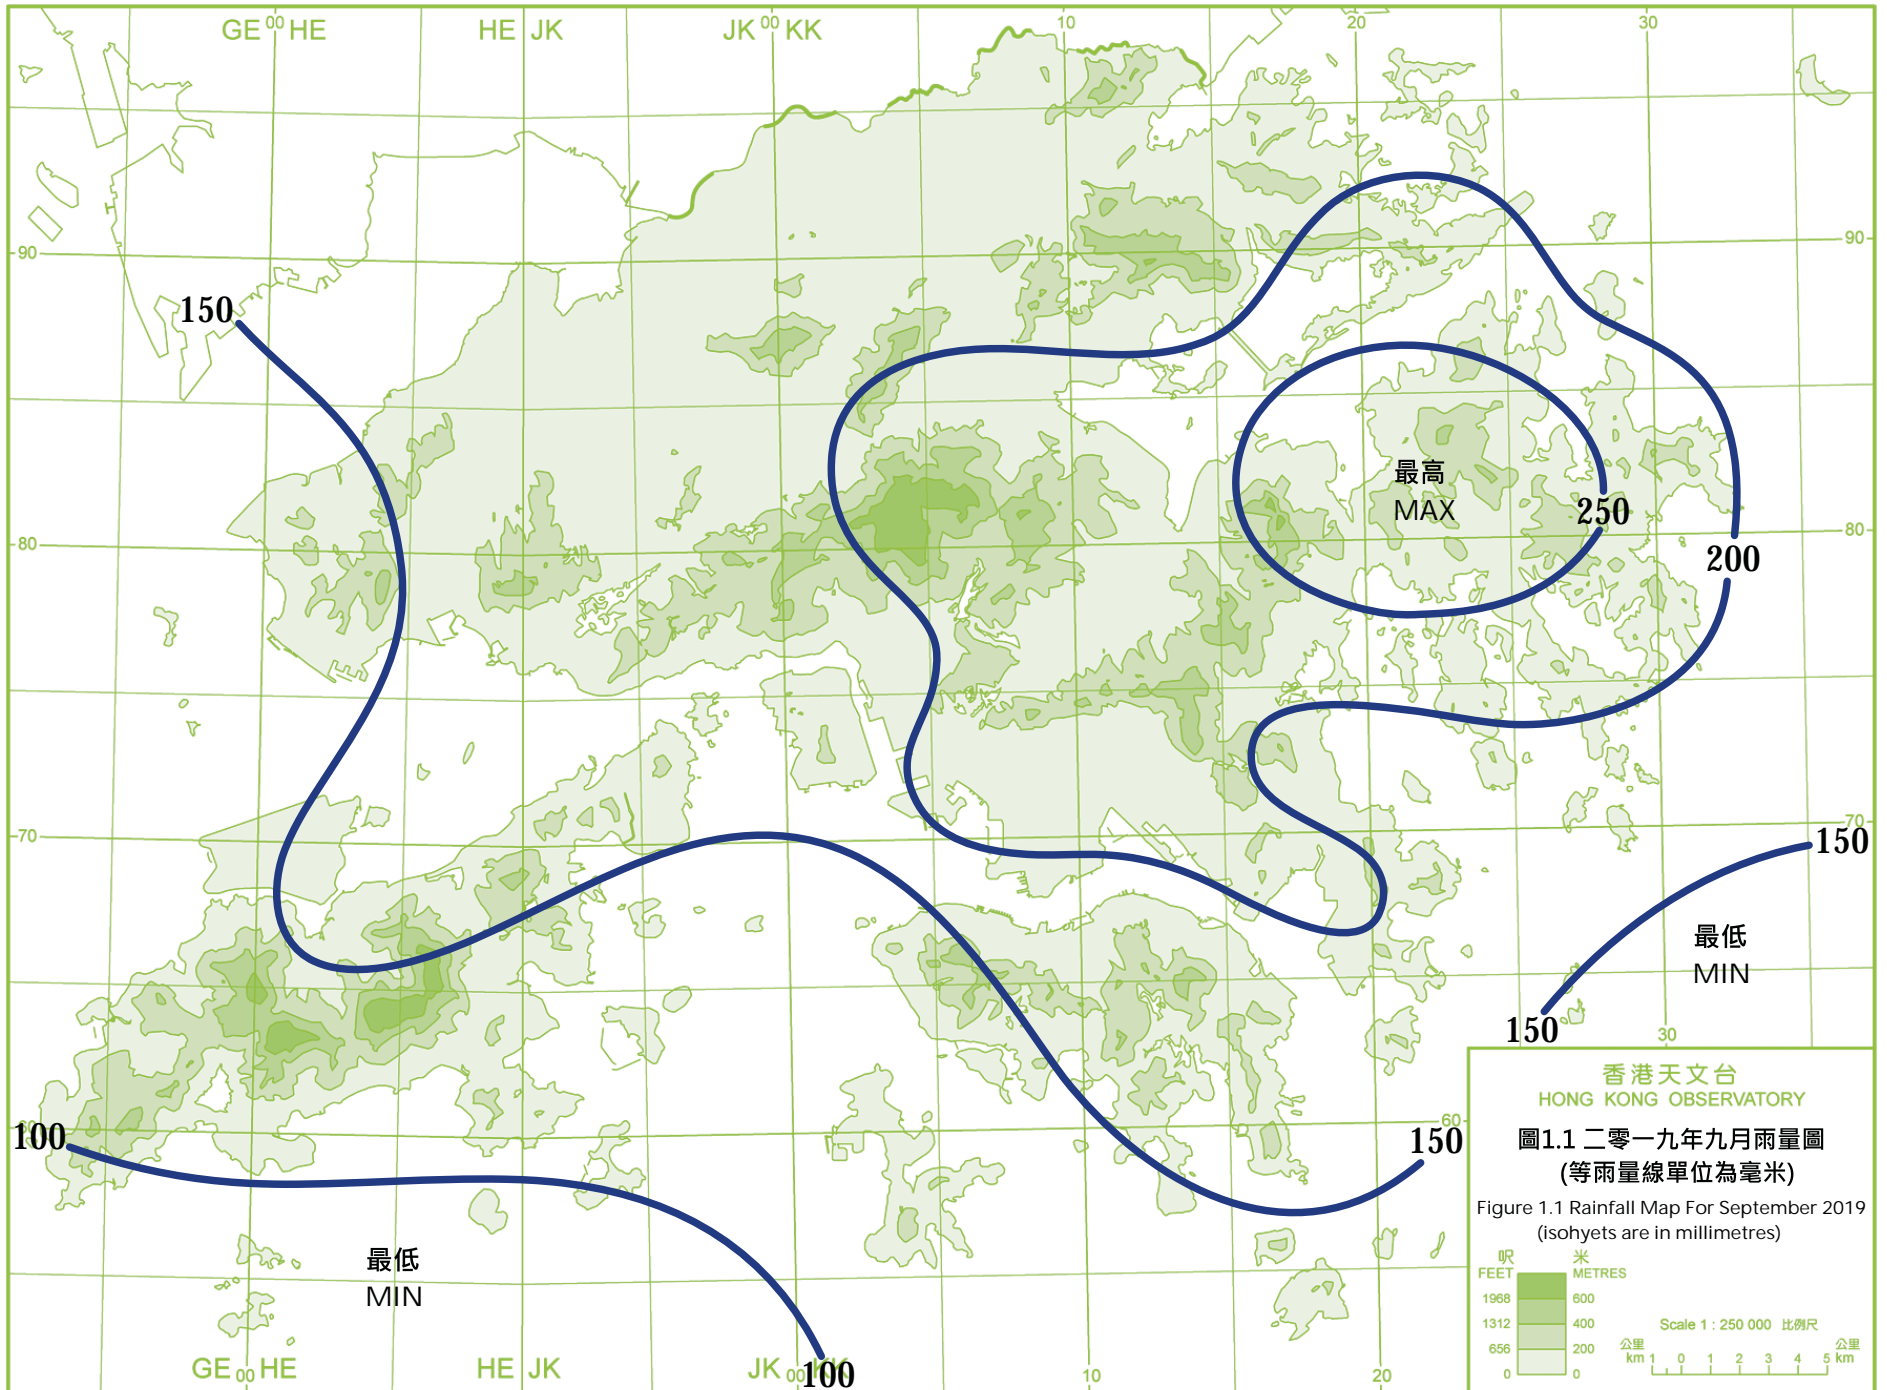 GE 00 HE
HE JK
JK 00 KK
10
20
30
90
90
150
最高
MAX
250
80
80
200
70
70
150
最低
MIN
150
30
100
60
150
最低
MIN
100
GE 00 HE
HE JK
JK 00 KK
10
20
香港天文台
HONG KONG OBSERVATORY
圖1.1 二零一九年九月雨量圖
(等雨量線單位為毫米)
Figure 1.1 Rainfall Map For September 2019
(isohyets are in millimetres)
呎 米
FEET METRES
1968 600
1312 400
656 200
0 0
Scale 1 : 250 000 比例尺
公里 公里
km 1 0 1 2 3 4 5 km